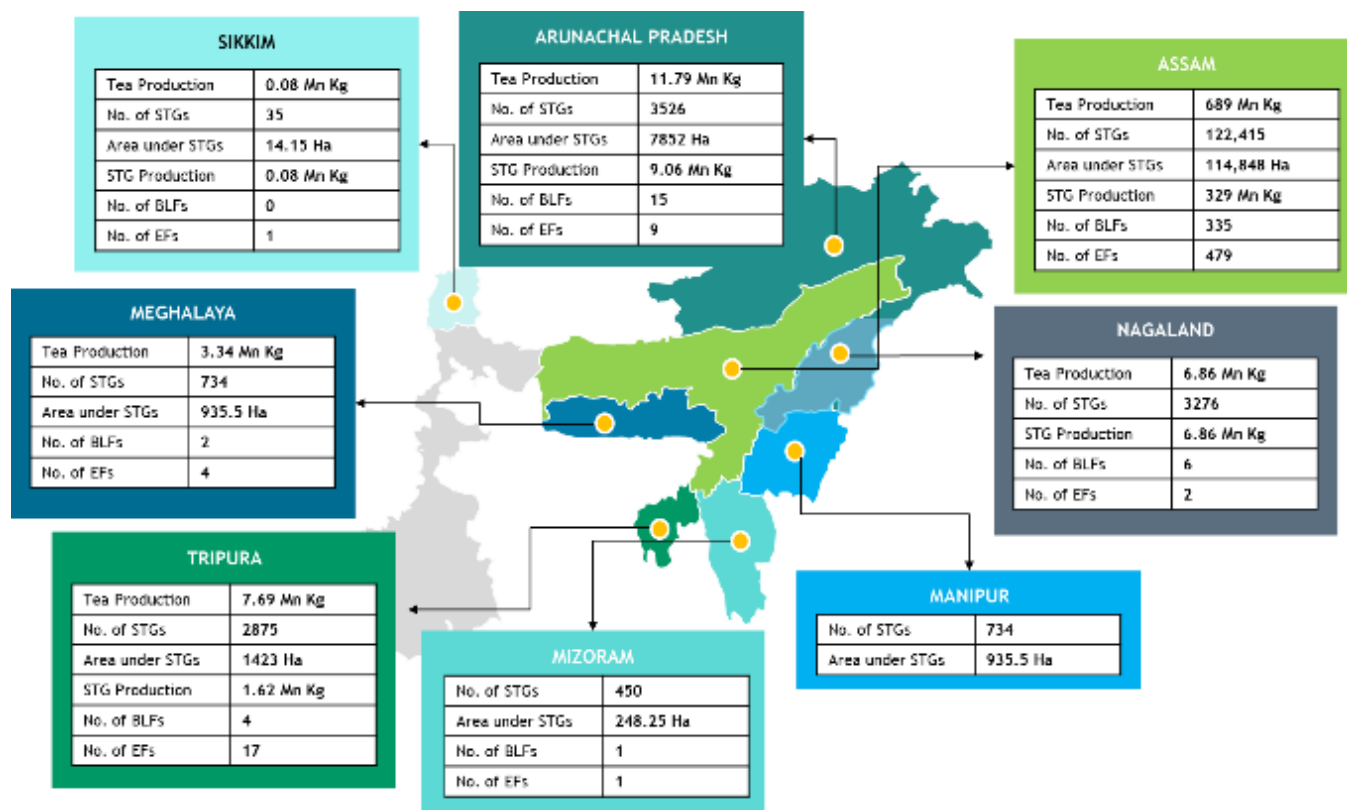 SIKKIM
Tea Production 0.08 Mn Kg
No. of STGs 35
Area under STGs 14.15 Ha
STG Production 0.08 Mn Kg
No. of BLFs 0
No. of EFs 1
ARUNACHAL PRADESH
Tea Production 11.79 Mn Kg
No. of STGs 3526
Area under STGs 7852 Ha
STG Production 9.06 Mn Kg
No. of BLFs 15
No. of EFs 9
ASSAM
Tea Production 689 Mn Kg
No. of STGs 122,415
Area under STGs 114,848 Ha
STG Production 329 Mn Kg
No. of BLFs 335
No. of EFs 479
MEGHALAYA
Tea Production 3.34 Mn Kg
No. of STGs 734
Area under STGs 935.5 Ha
No. of BLFs 2
No. of EFs 4
NAGALAND
Tea Production 6.86 Mn Kg
No. of STGs 3276
STG Production 6.86 Mn Kg
No. of BLFs 6
No. of EFs 2
TRIPURA
Tea Production 7.69 Mn Kg
No. of STGs 2875
Area under STGs 1423 Ha
STG Production 1.62 Mn Kg
No. of BLFs 4
No. of EFs 17
MIZORAM
No. of STGs 450
Area under STGs 248.25 Ha
No. of BLFs 1
No. of EFs 1
MANIPUR
No. of STGs 734
Area under STGs 935.5 Ha